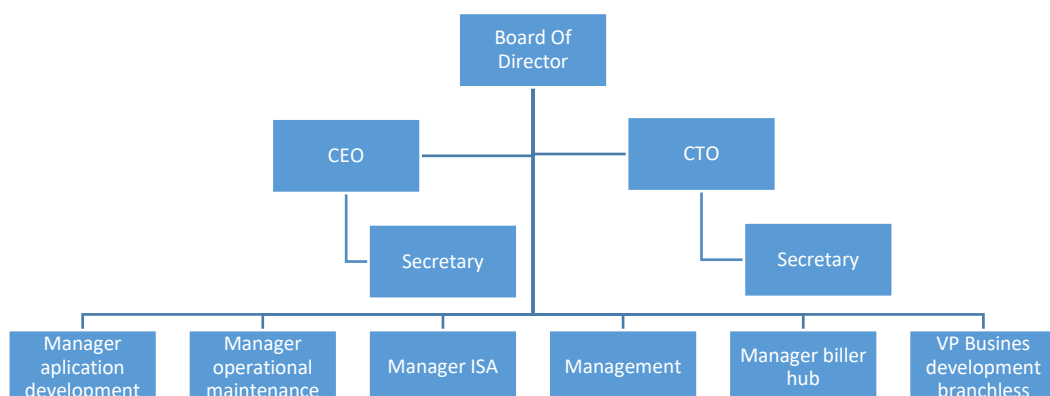 Board Of
Director
CEO
CTO
Secretary
Secretary
Manager
aplication
development
Manager
operational
maintenance
Manager ISA
Management
Manager biller
hub
VP Busines
development
branchless